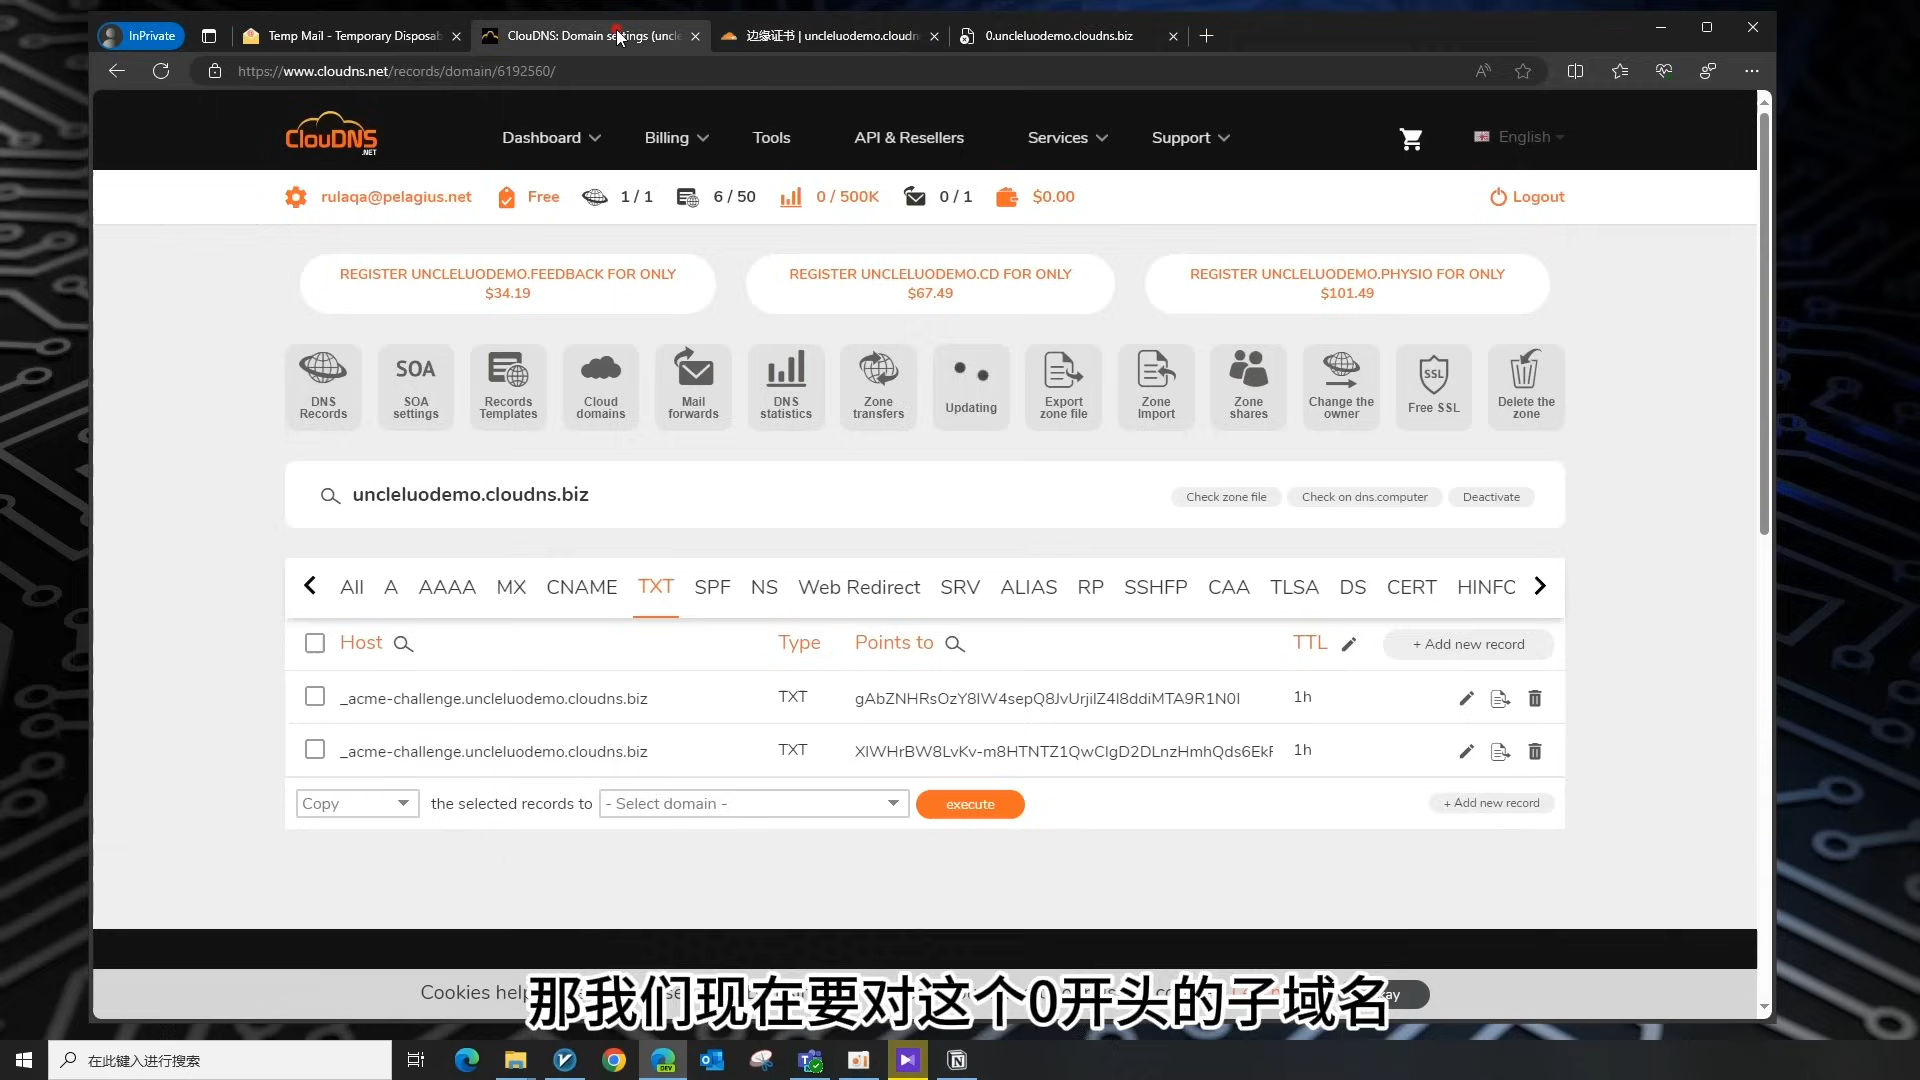 InPrivate
Temp Mail - Temporary Disposab
ClouDNS: Domain settings (uncle
边缘证书 | uncleluodemo.cloudn
0.uncleluodemo.cloudns.biz
https://www.cloudns.net/records/domain/6192560/
ClouDNS
.NET
Dashboard
Billing
Tools
API & Resellers
Services
Support
English
rulaqa@pelagius.net
Free
1 / 1
6 / 50
0 / 500K
0 / 1
$0.00
Logout
REGISTER UNCLELUODEMO.FEEDBACK FOR ONLY
$34.19
REGISTER UNCLELUODEMO.CD FOR ONLY
$67.49
REGISTER UNCLELUODEMO.PHYSIO FOR ONLY
$101.49
DNS
Records
SOA
SOA
settings
Records
Templates
Cloud
domains
Mail
forwards
DNS
statistics
Zone
transfers
Updating
Export
zone file
Zone
Import
Zone
shares
Change the
owner
SSL
Free SSL
Delete the
zone
uncleluodemo.cloudns.biz
Check zone file
Check on dns.computer
Deactivate
All A AAAA MX CNAME TXT SPF NS Web Redirect SRV ALIAS RP SSHFP CAA TLSA DS CERT HINFO
Host
Type
Points to
TTL
+ Add new record
_acme-challenge.uncleluodemo.cloudns.biz
TXT
1h
_acme-challenge.uncleluodemo.cloudns.biz
TXT
1h
Copy
the selected records to
- Select domain -
execute
+ Add new record
Cookies help
那我们现在要对这个0开头的子域名
在此键入进行搜索
DEV